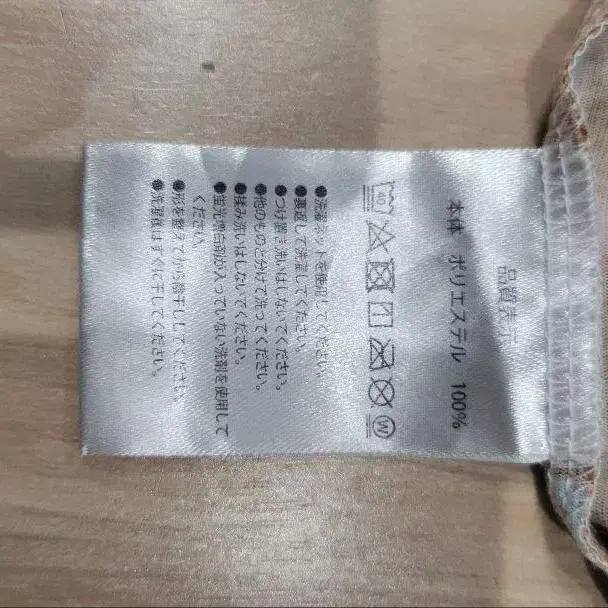 品質表示
本体 ポリエステル 100%
40 W
●洗濯ネットを使用してください。
●裏返して洗濯してください。
●つけ置き洗いはしないでください。
●他のものと分けて洗ってください。
●揉み洗いはしないでください。
●蛍光増白剤が入っていない洗剤を使用して
ください。
●形を整えてから陰干ししてください。
●洗濯後はすぐに干してください。